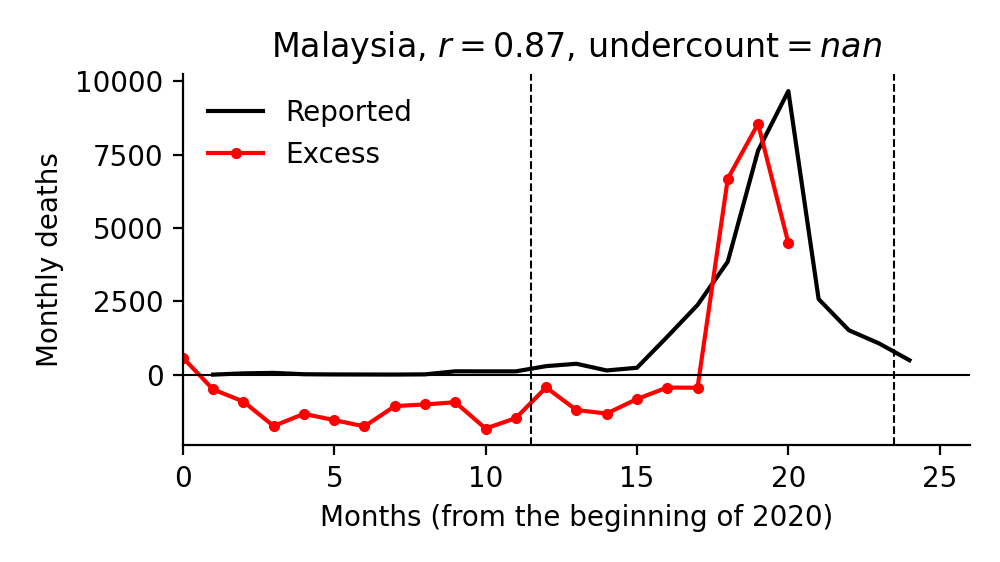 Malaysia, r = 0.87, undercount = nan
10000
7500
5000
2500
0
Monthly deaths
Reported
Excess
0 5 10 15 20 25
Months (from the beginning of 2020)